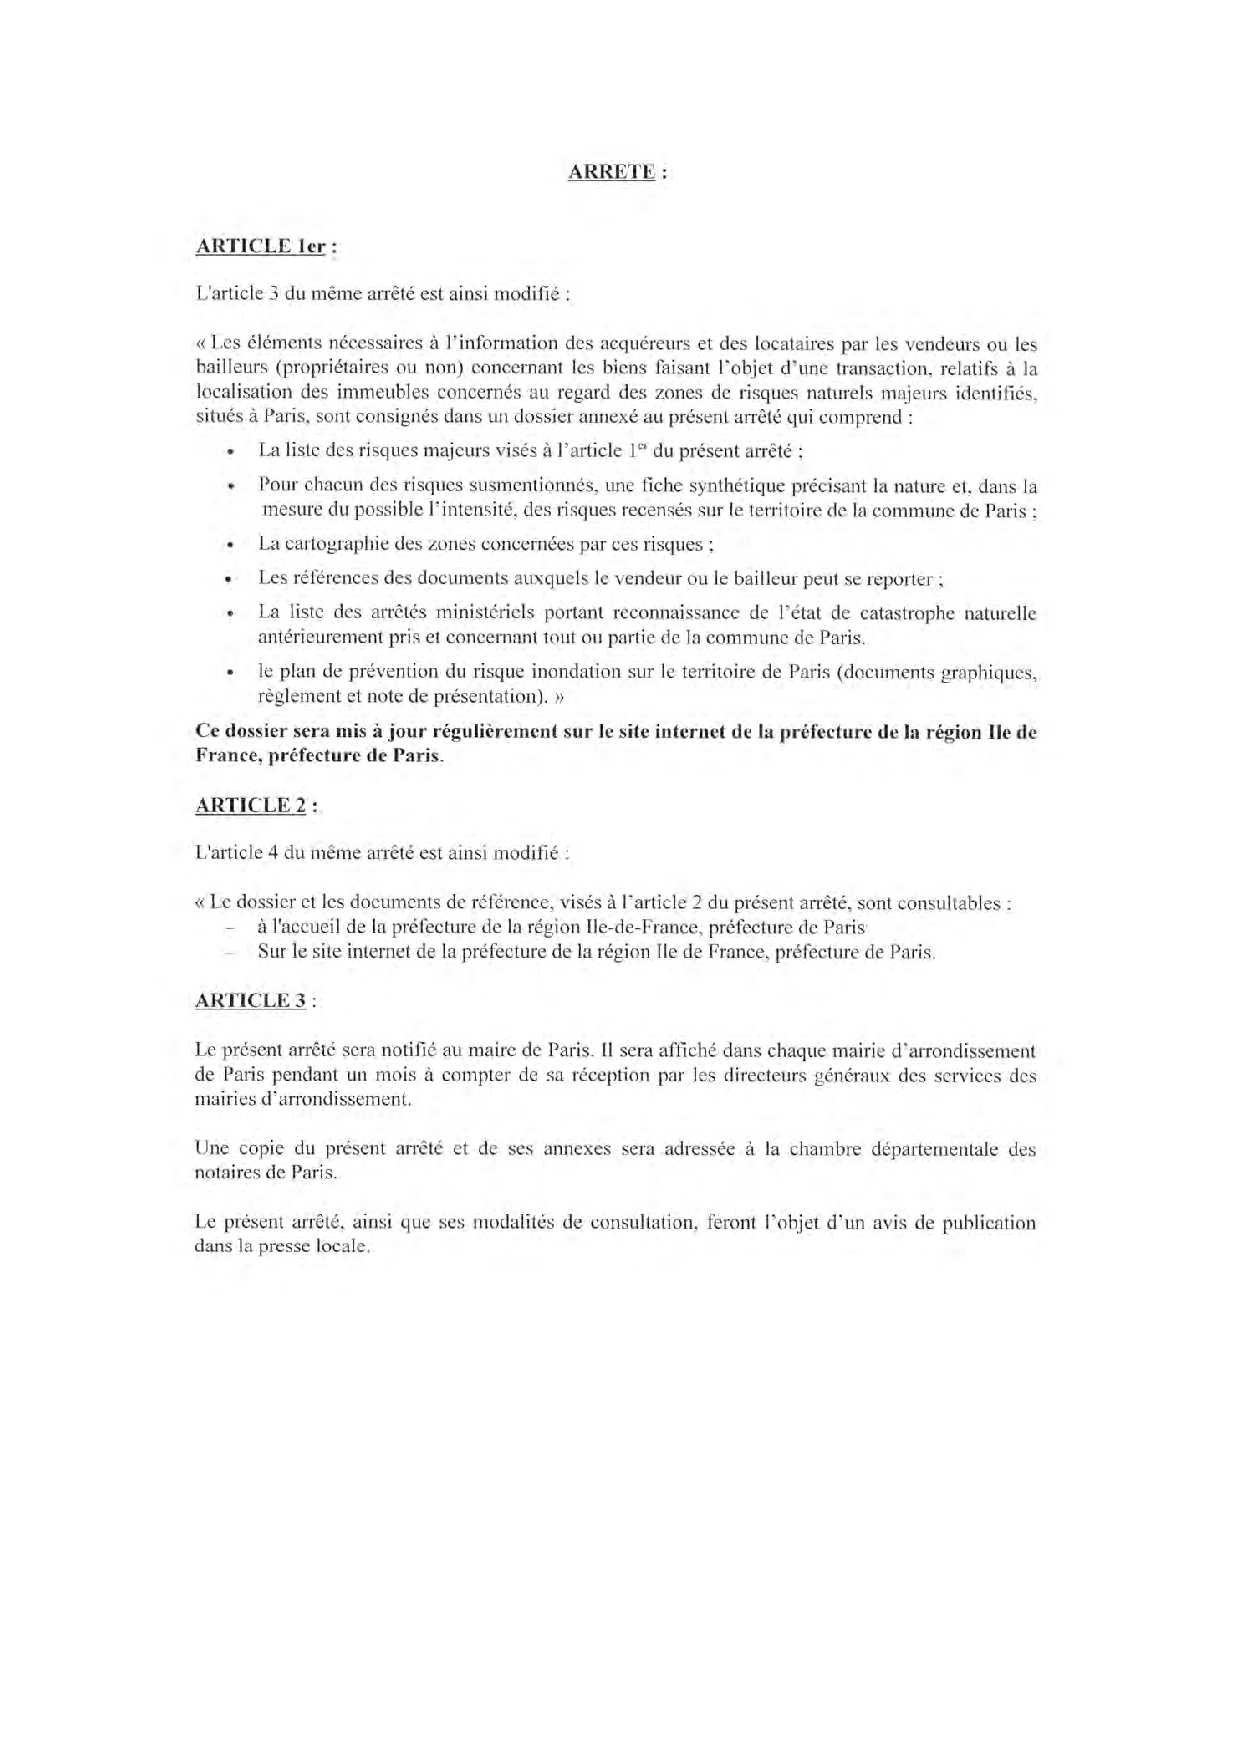 ARRETE :
ARTICLE 1er :
L'article 3 du même arrêté est ainsi modifié :
« Les éléments nécessaires à l'information des acquéreurs et des locataires par les vendeurs ou les
bailleurs (propriétaires ou non) concernant les biens faisant l'objet d'une transaction, relatifs à la
localisation des immeubles concernés au regard des zones de risques naturels majeurs identifiés,
situés à Paris, sont consignés dans un dossier annexé au présent arrêté qui comprend :
• La liste des risques majeurs visés à l'article 1er du présent arrêté ;
• Pour chacun des risques susmentionnés, une fiche synthétique précisant la nature et, dans la
mesure du possible l'intensité, des risques recensés sur le territoire de la commune de Paris ;
• La cartographie des zones concernées par ces risques ;
• Les références des documents auxquels le vendeur ou le bailleur peut se reporter ;
• La liste des arrêtés ministériels portant reconnaissance de l'état de catastrophe naturelle
antérieurement pris et concernant tout ou partie de la commune de Paris.
• le plan de prévention du risque inondation sur le territoire de Paris (documents graphiques,
règlement et note de présentation). »
Ce dossier sera mis à jour régulièrement sur le site internet de la préfecture de la région Ile de
France, préfecture de Paris.
ARTICLE 2 :
L'article 4 du même arrêté est ainsi modifié :
« Le dossier et les documents de référence, visés à l'article 2 du présent arrêté, sont consultables :
– à l'accueil de la préfecture de la région Ile-de-France, préfecture de Paris
– Sur le site internet de la préfecture de la région Ile de France, préfecture de Paris.
ARTICLE 3 :
Le présent arrêté sera notifié au maire de Paris. Il sera affiché dans chaque mairie d'arrondissement
de Paris pendant un mois à compter de sa réception par les directeurs généraux des services des
mairies d'arrondissement.
Une copie du présent arrêté et de ses annexes sera adressée à la chambre départementale des
notaires de Paris.
Le présent arrêté, ainsi que ses modalités de consultation, feront l'objet d'un avis de publication
dans la presse locale.